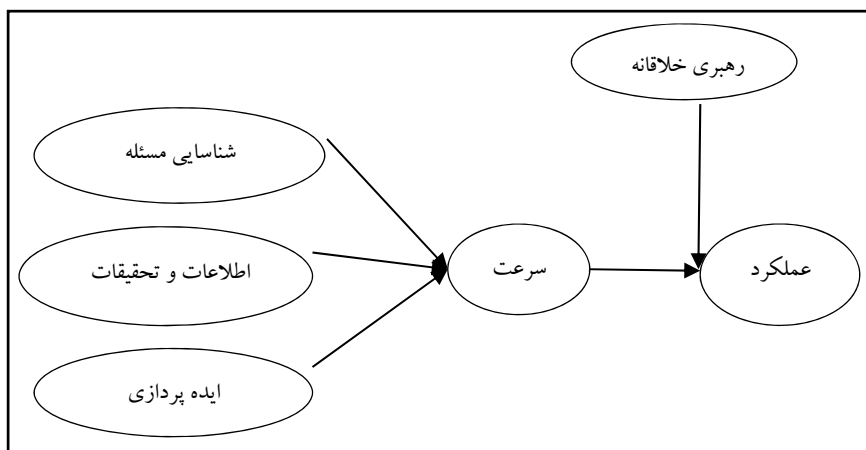 رهبری خلاقانه
شناسایی مسئله
اطلاعات و تحقیقات
سرعت
عملکرد
ایده پردازی